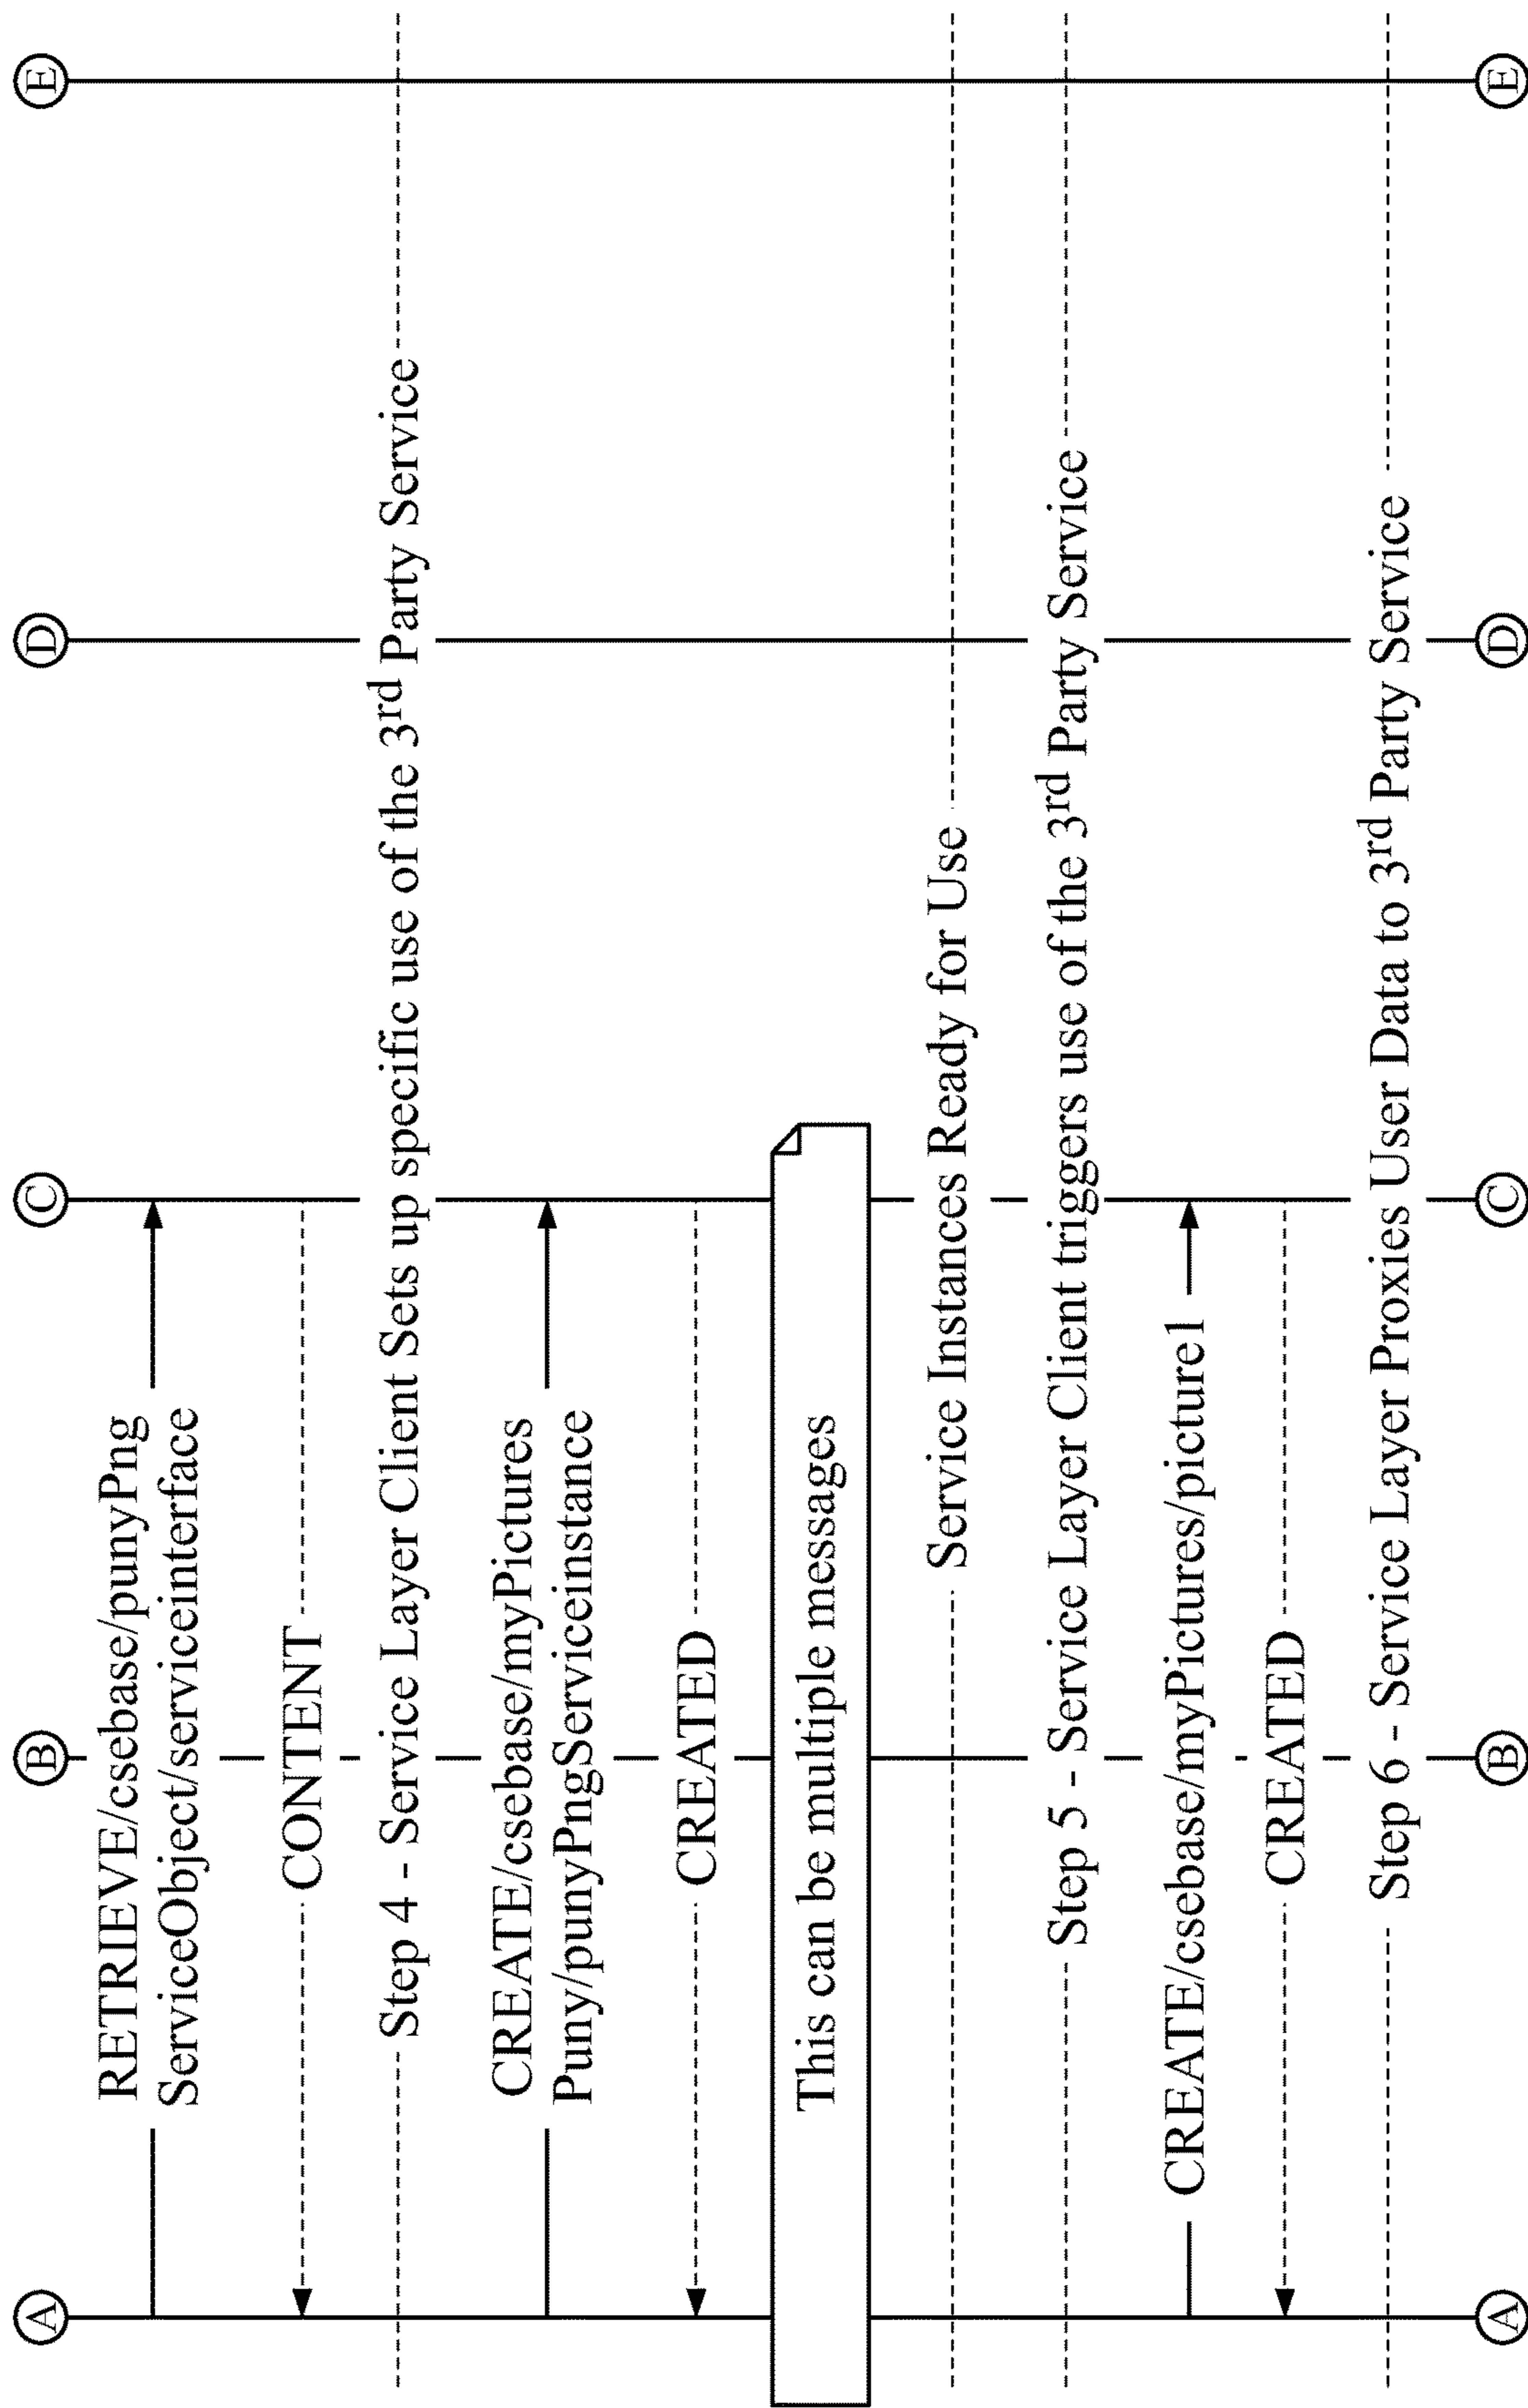 A
B
C
D
E
RETRIEVE/csebase/punyPng
ServiceObject/serviceinterface
CONTENT
Step 4 - Service Layer Client Sets up specific use of the 3rd Party Service
CREATE/csebase/myPictures
Puny/punyPngServiceinstance
CREATED
This can be multiple messages
Service Instances Ready for Use
Step 5 - Service Layer Client triggers use of the 3rd Party Service
CREATE/csebase/myPictures/picture1
CREATED
Step 6 - Service Layer Proxies User Data to 3rd Party Service
A
B
C
D
E